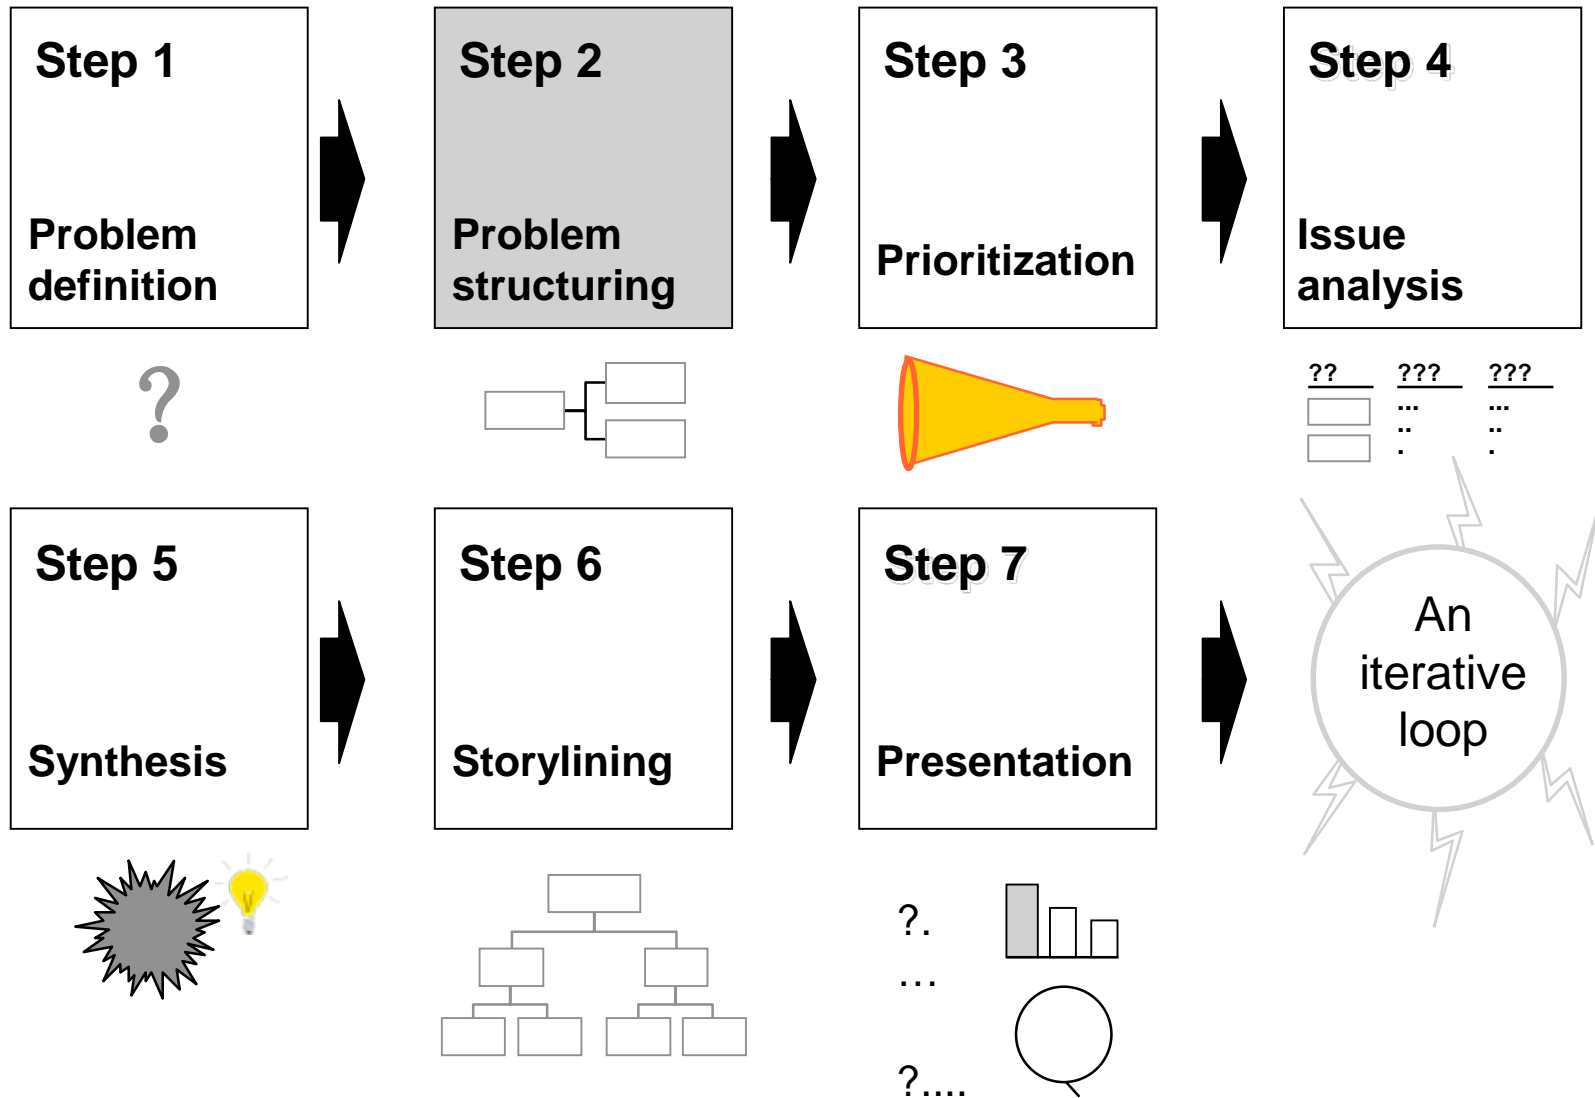 Step 1
Problem
definition
Step 2
Problem
structuring
Step 3
Prioritization
Step 4
Issue
analysis
?
?? ??? ???
... ...
.. ..
. .
Step 5
Synthesis
Step 6
Storylining
Step 7
Presentation
An
iterative
loop
?.
...
?....